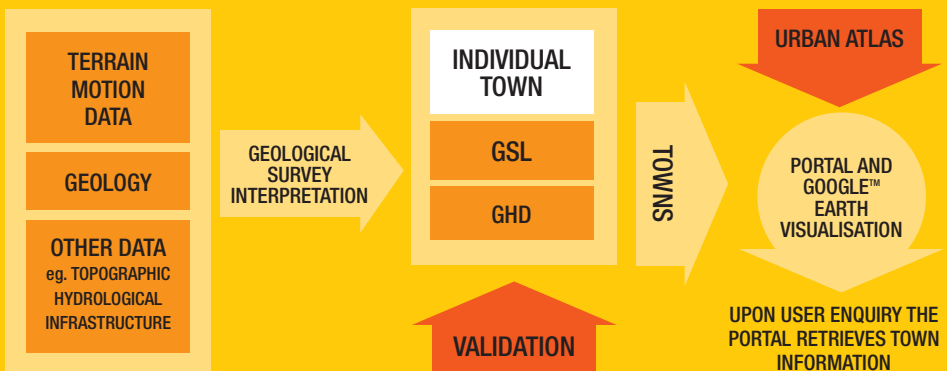 TERRAIN
MOTION
DATA
GEOLOGY
OTHER DATA
eg. TOPOGRAPHIC
HYDROLOGICAL
INFRASTRUCTURE
GEOLOGICAL
SURVEY
INTERPRETATION
INDIVIDUAL
TOWN
GSL
GHD
VALIDATION
TOWNS
URBAN ATLAS
PORTAL AND
GOOGLE™
EARTH
VISUALISATION
UPON USER ENQUIRY THE
PORTAL RETRIEVES TOWN
INFORMATION